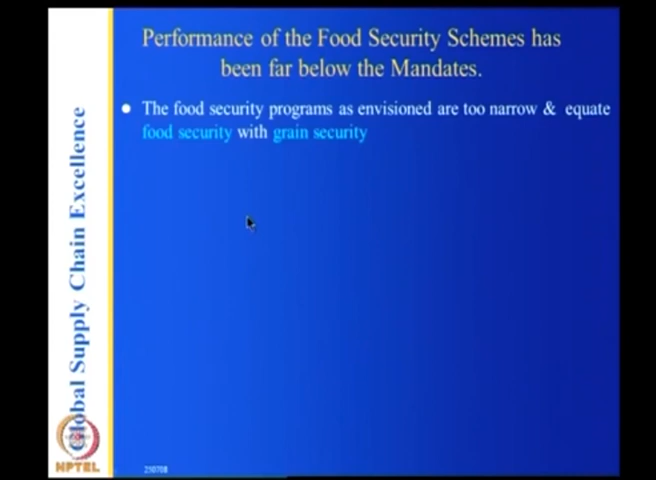 Performance of the Food Security Schemes has
been far below the Mandates.
The food security programs as envisioned are too narrow & equate
food security with grain security
Global Supply Chain Excellence
NPTEL
250708